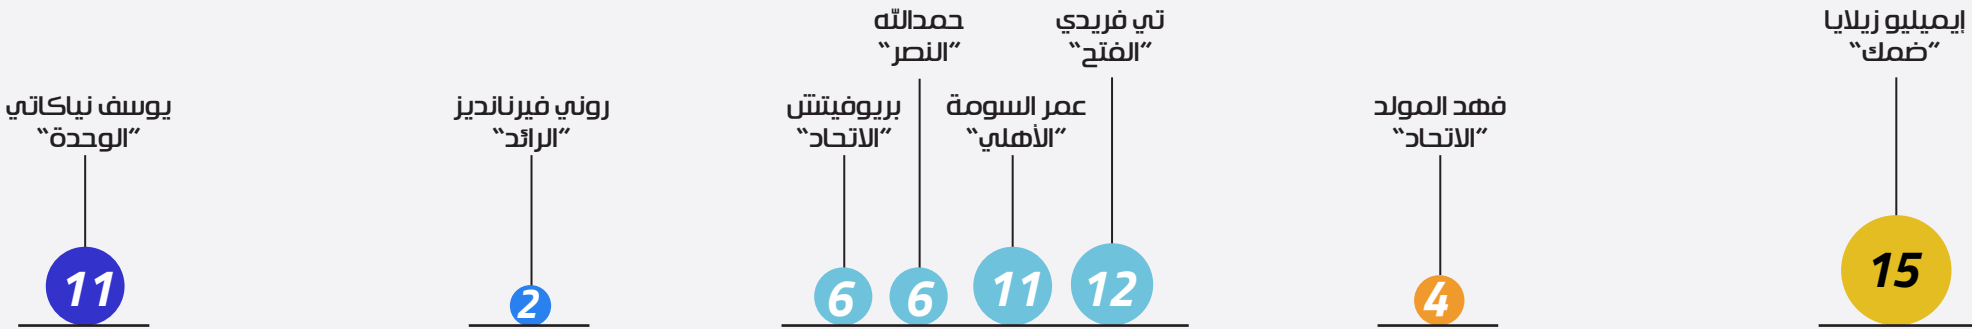 إيميليو زيلايا
"ضمك"
15
فهد المولد
"الاتحاد"
4
تي فريدي
"الفتح"
12
عمر السومة
"الأهلي"
11
حمدالله
"النصر"
6
بريوفيتش
"الاتحاد"
6
روني فيرنانديز
"الرائد"
2
يوسف نياكاتي
"الوحدة"
11